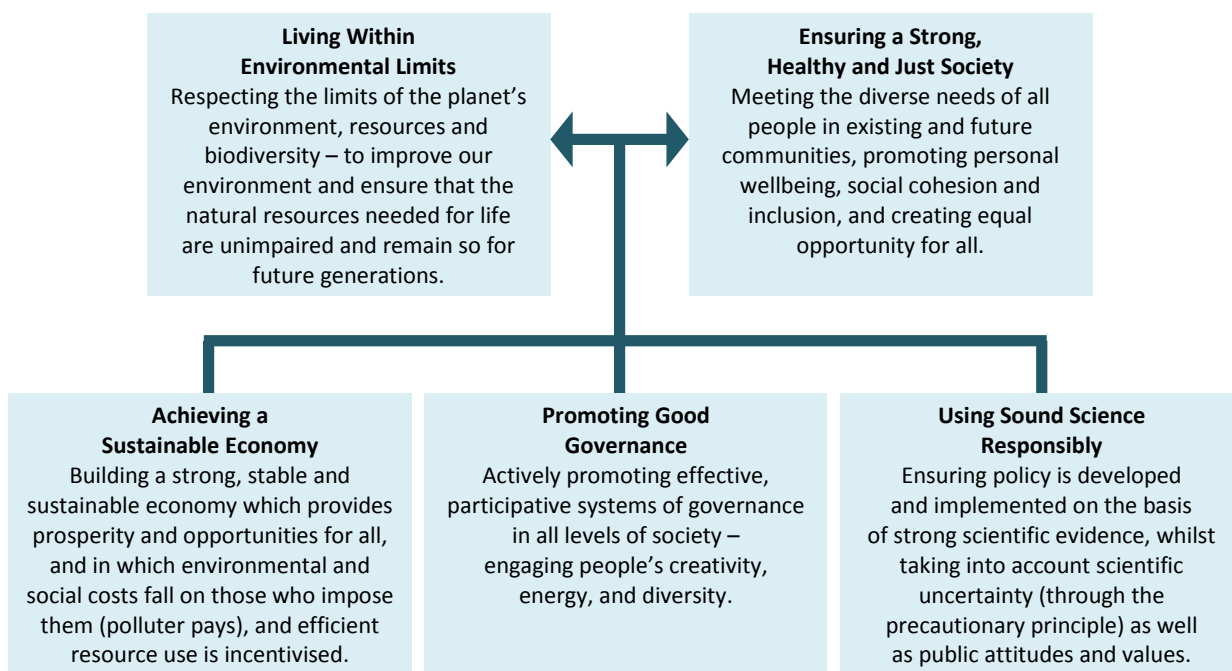 Living Within
Environmental Limits
Respecting the limits of the planet's
environment, resources and
biodiversity – to improve our
environment and ensure that the
natural resources needed for life
are unimpaired and remain so for
future generations.
Ensuring a Strong,
Healthy and Just Society
Meeting the diverse needs of all
people in existing and future
communities, promoting personal
wellbeing, social cohesion and
inclusion, and creating equal
opportunity for all.
Achieving a
Sustainable Economy
Building a strong, stable and
sustainable economy which provides
prosperity and opportunities for all,
and in which environmental and
social costs fall on those who impose
them (polluter pays), and efficient
resource use is incentivised.
Promoting Good
Governance
Actively promoting effective,
participative systems of governance
in all levels of society –
engaging people's creativity,
energy, and diversity.
Using Sound Science
Responsibly
Ensuring policy is developed
and implemented on the basis
of strong scientific evidence, whilst
taking into account scientific
uncertainty (through the
precautionary principle) as well
as public attitudes and values.